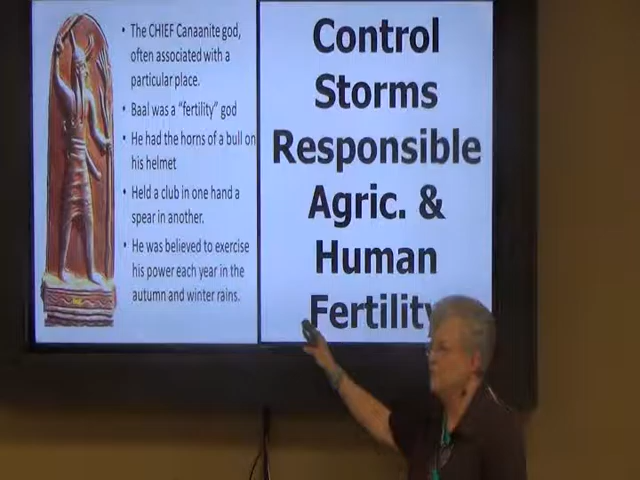 • The CHIEF Canaanite god,
often associated with a
particular place.
• Baal was a "fertility" god
• He had the horns of a bull on
his helmet
• Held a club in one hand a
spear in another.
• He was believed to exercise
his power each year in the
autumn and winter rains.
Control
Storms
Responsible
Agric. &
Human
Fertility